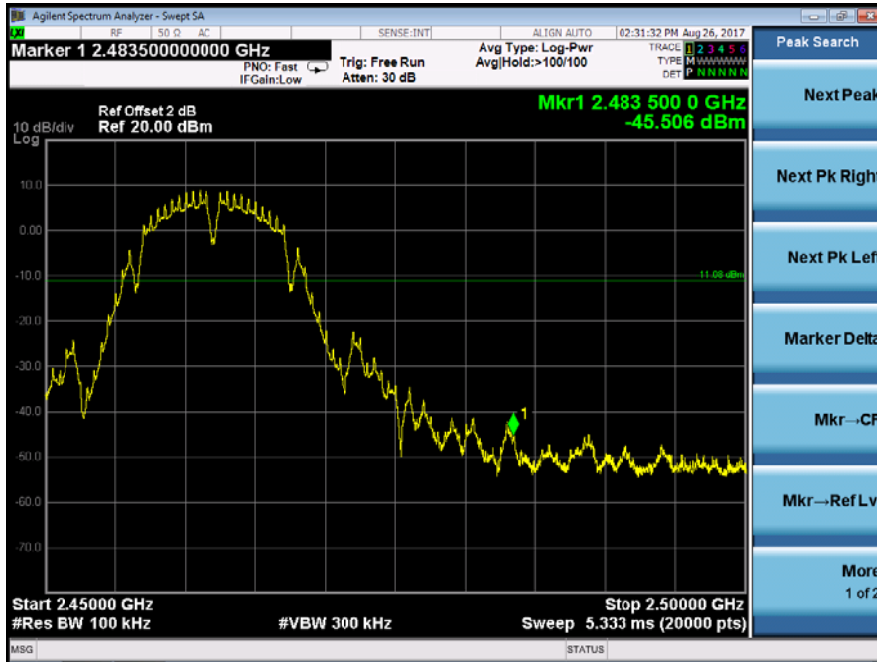 Agilent Spectrum Analyzer - Swept SA
LXI RF 50 Ω AC SENSE:INT ALIGN AUTO 02:31:32 PM Aug 26, 2017
Marker 1 2.483500000000 GHz
PNO: Fast
IFGain:Low
Trig: Free Run
Atten: 30 dB
Avg Type: Log-Pwr
Avg|Hold:>100/100
TRACE 1 2 3 4 5 6
TYPE M WWWWW
DET P N N N N N
Peak Search
Mkr1 2.483 500 0 GHz
-45.506 dBm
Ref Offset 2 dB
Ref 20.00 dBm
10 dB/div
Log
10.0
0.00
-10.0
-20.0
-30.0
-40.0
-50.0
-60.0
-70.0
11.08 dBm
1
Start 2.45000 GHz
Stop 2.50000 GHz
#Res BW 100 kHz
#VBW 300 kHz
Sweep 5.333 ms (20000 pts)
MSG
STATUS
Next Peak
Next Pk Right
Next Pk Left
Marker Delta
Mkr→CF
Mkr→Ref Lv
More
1 of 2